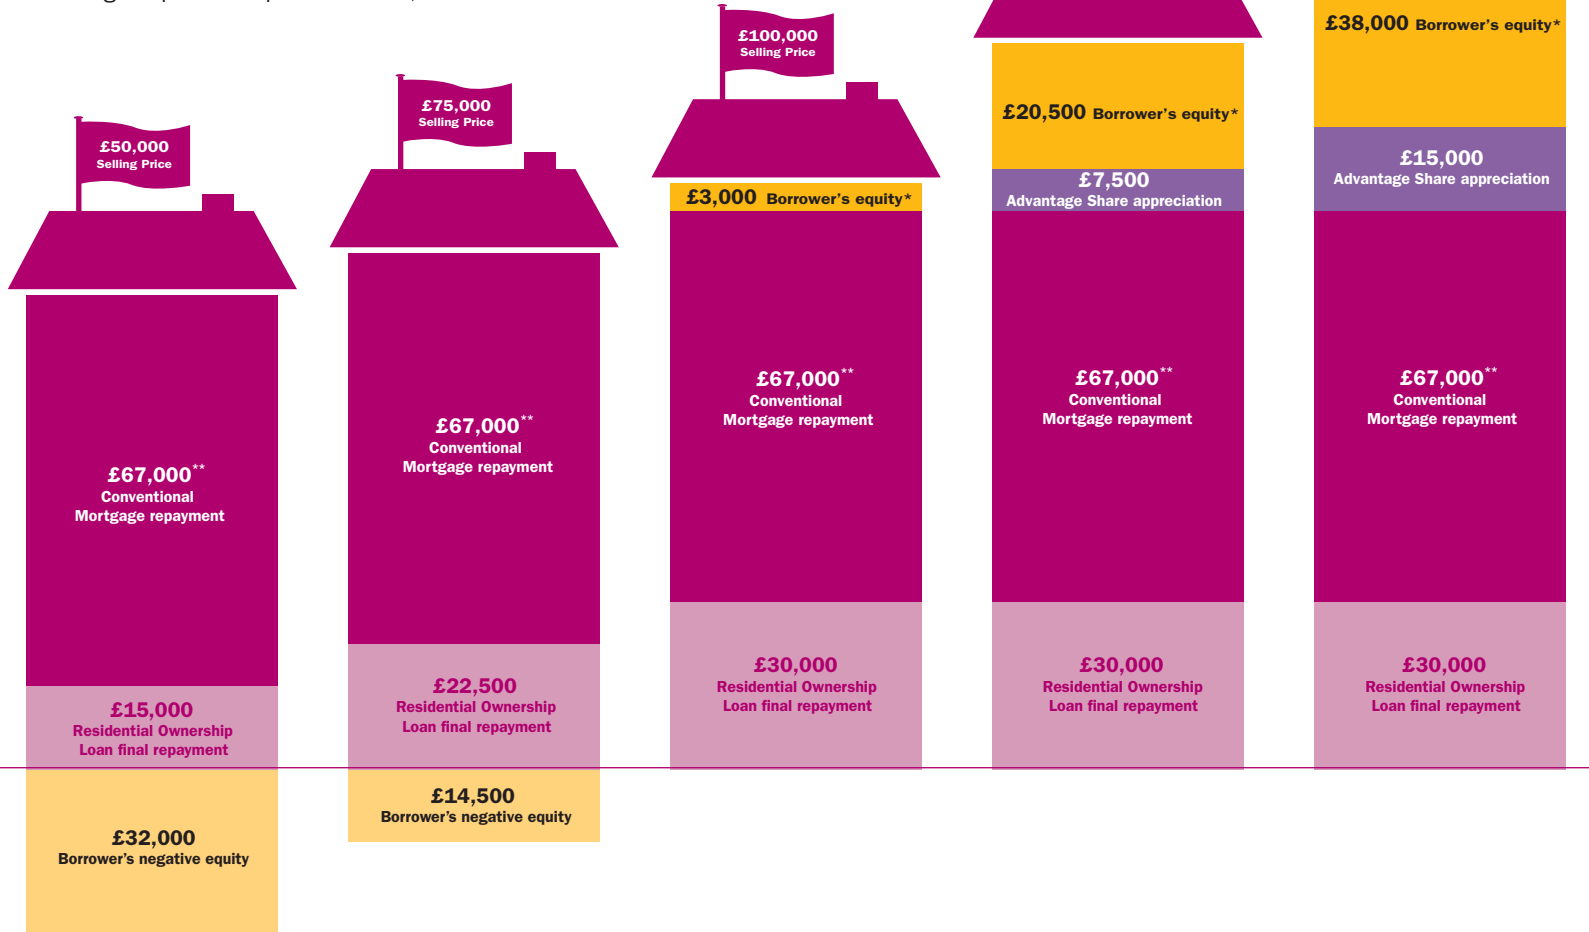 £50,000
Selling Price
£67,000**
Conventional
Mortgage repayment
£15,000
Residential Ownership
Loan final repayment
£32,000
Borrower's negative equity
£75,000
Selling Price
£67,000**
Conventional
Mortgage repayment
£22,500
Residential Ownership
Loan final repayment
£14,500
Borrower's negative equity
£100,000
Selling Price
£3,000 Borrower's equity*
£67,000**
Conventional
Mortgage repayment
£30,000
Residential Ownership
Loan final repayment
£20,500 Borrower's equity*
£7,500
Advantage Share appreciation
£67,000**
Conventional
Mortgage repayment
£30,000
Residential Ownership
Loan final repayment
£38,000 Borrower's equity*
£15,000
Advantage Share appreciation
£67,000**
Conventional
Mortgage repayment
£30,000
Residential Ownership
Loan final repayment